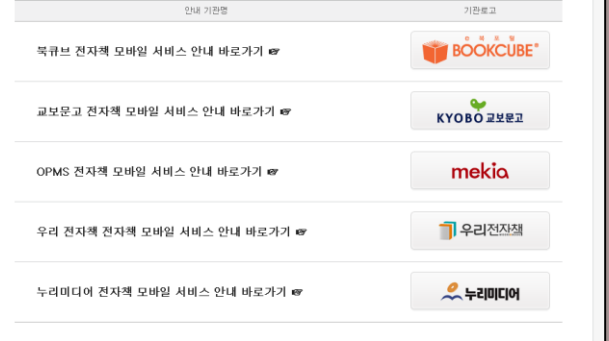 안내 기관명 기관로고
북큐브 전자책 모바일 서비스 안내 바로가기 ☞ 북큐브
BOOKCUBE
교보문고 전자책 모바일 서비스 안내 바로가기 ☞ KYOBO 교보문고
OPMS 전자책 모바일 서비스 안내 바로가기 ☞ mekia
우리 전자책 전자책 모바일 서비스 안내 바로가기 ☞ 우리전자책
누리미디어 전자책 모바일 서비스 안내 바로가기 ☞ 누리미디어